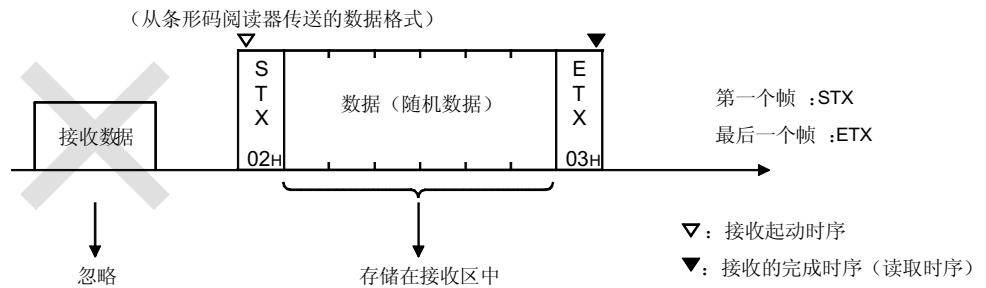 （从条形码阅读器传送的数据格式）
STX
02H
数据（随机数据）
ETX
03H
接收数据
第一个帧 :STX
最后一个帧 :ETX
忽略
存储在接收区中
▽：接收起动时序
▼：接收的完成时序（读取时序）